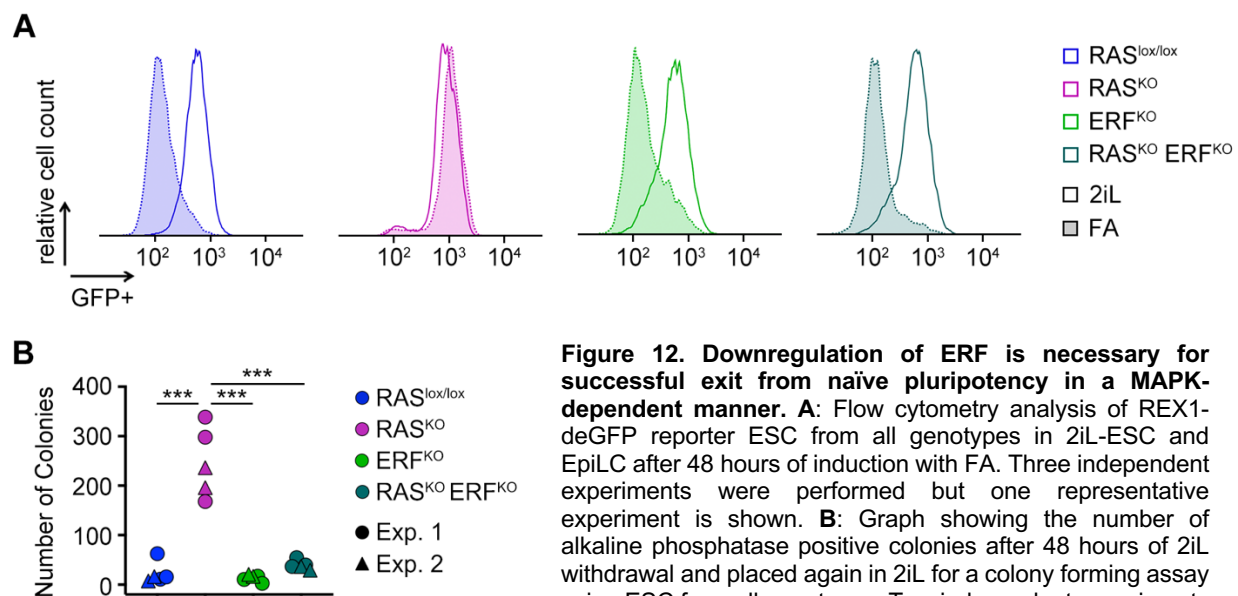 A
relative cell count
GFP+
10² 10³ 10⁴
10² 10³ 10⁴
10² 10³ 10⁴
10² 10³ 10⁴
RASlox/lox
RASKO
ERFKO
RASKO ERFKO
2iL
FA
B
Number of Colonies
400
300
200
100
0
***
*** ***
RASlox/lox
RASKO
ERFKO
RASKO ERFKO
Exp. 1
Exp. 2
Figure 12. Downregulation of ERF is necessary for
successful exit from naïve pluripotency in a MAPK-
dependent manner. A: Flow cytometry analysis of REX1-
deGFP reporter ESC from all genotypes in 2iL-ESC and
EpiLC after 48 hours of induction with FA. Three independent
experiments were performed but one representative
experiment is shown. B: Graph showing the number of
alkaline phosphatase positive colonies after 48 hours of 2iL
withdrawal and placed again in 2iL for a colony forming assay